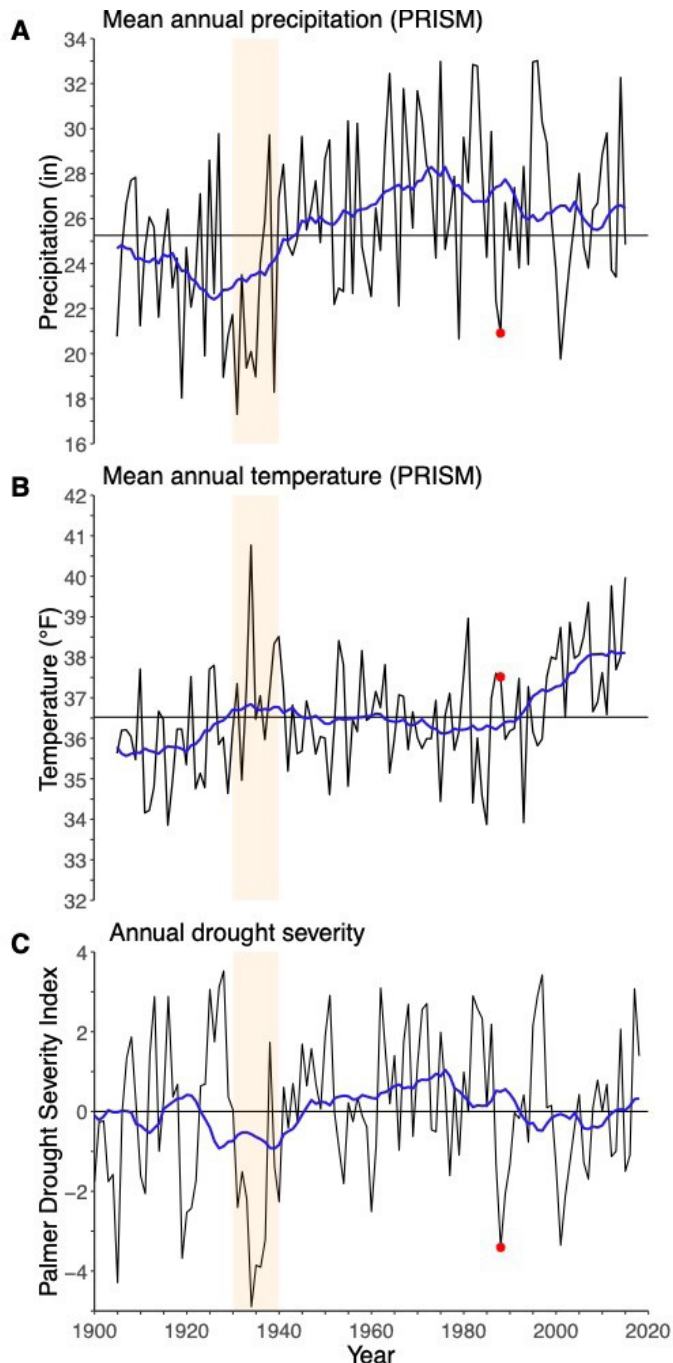 A
Mean annual precipitation (PRISM)
Precipitation (in)
34
32
30
28
26
24
22
20
18
16
B
Mean annual temperature (PRISM)
Temperature (°F)
42
41
40
39
38
37
36
35
34
33
32
C
Annual drought severity
Palmer Drought Severity Index
4
2
0
−2
−4
1900 1920 1940 1960 1980 2000 2020
Year